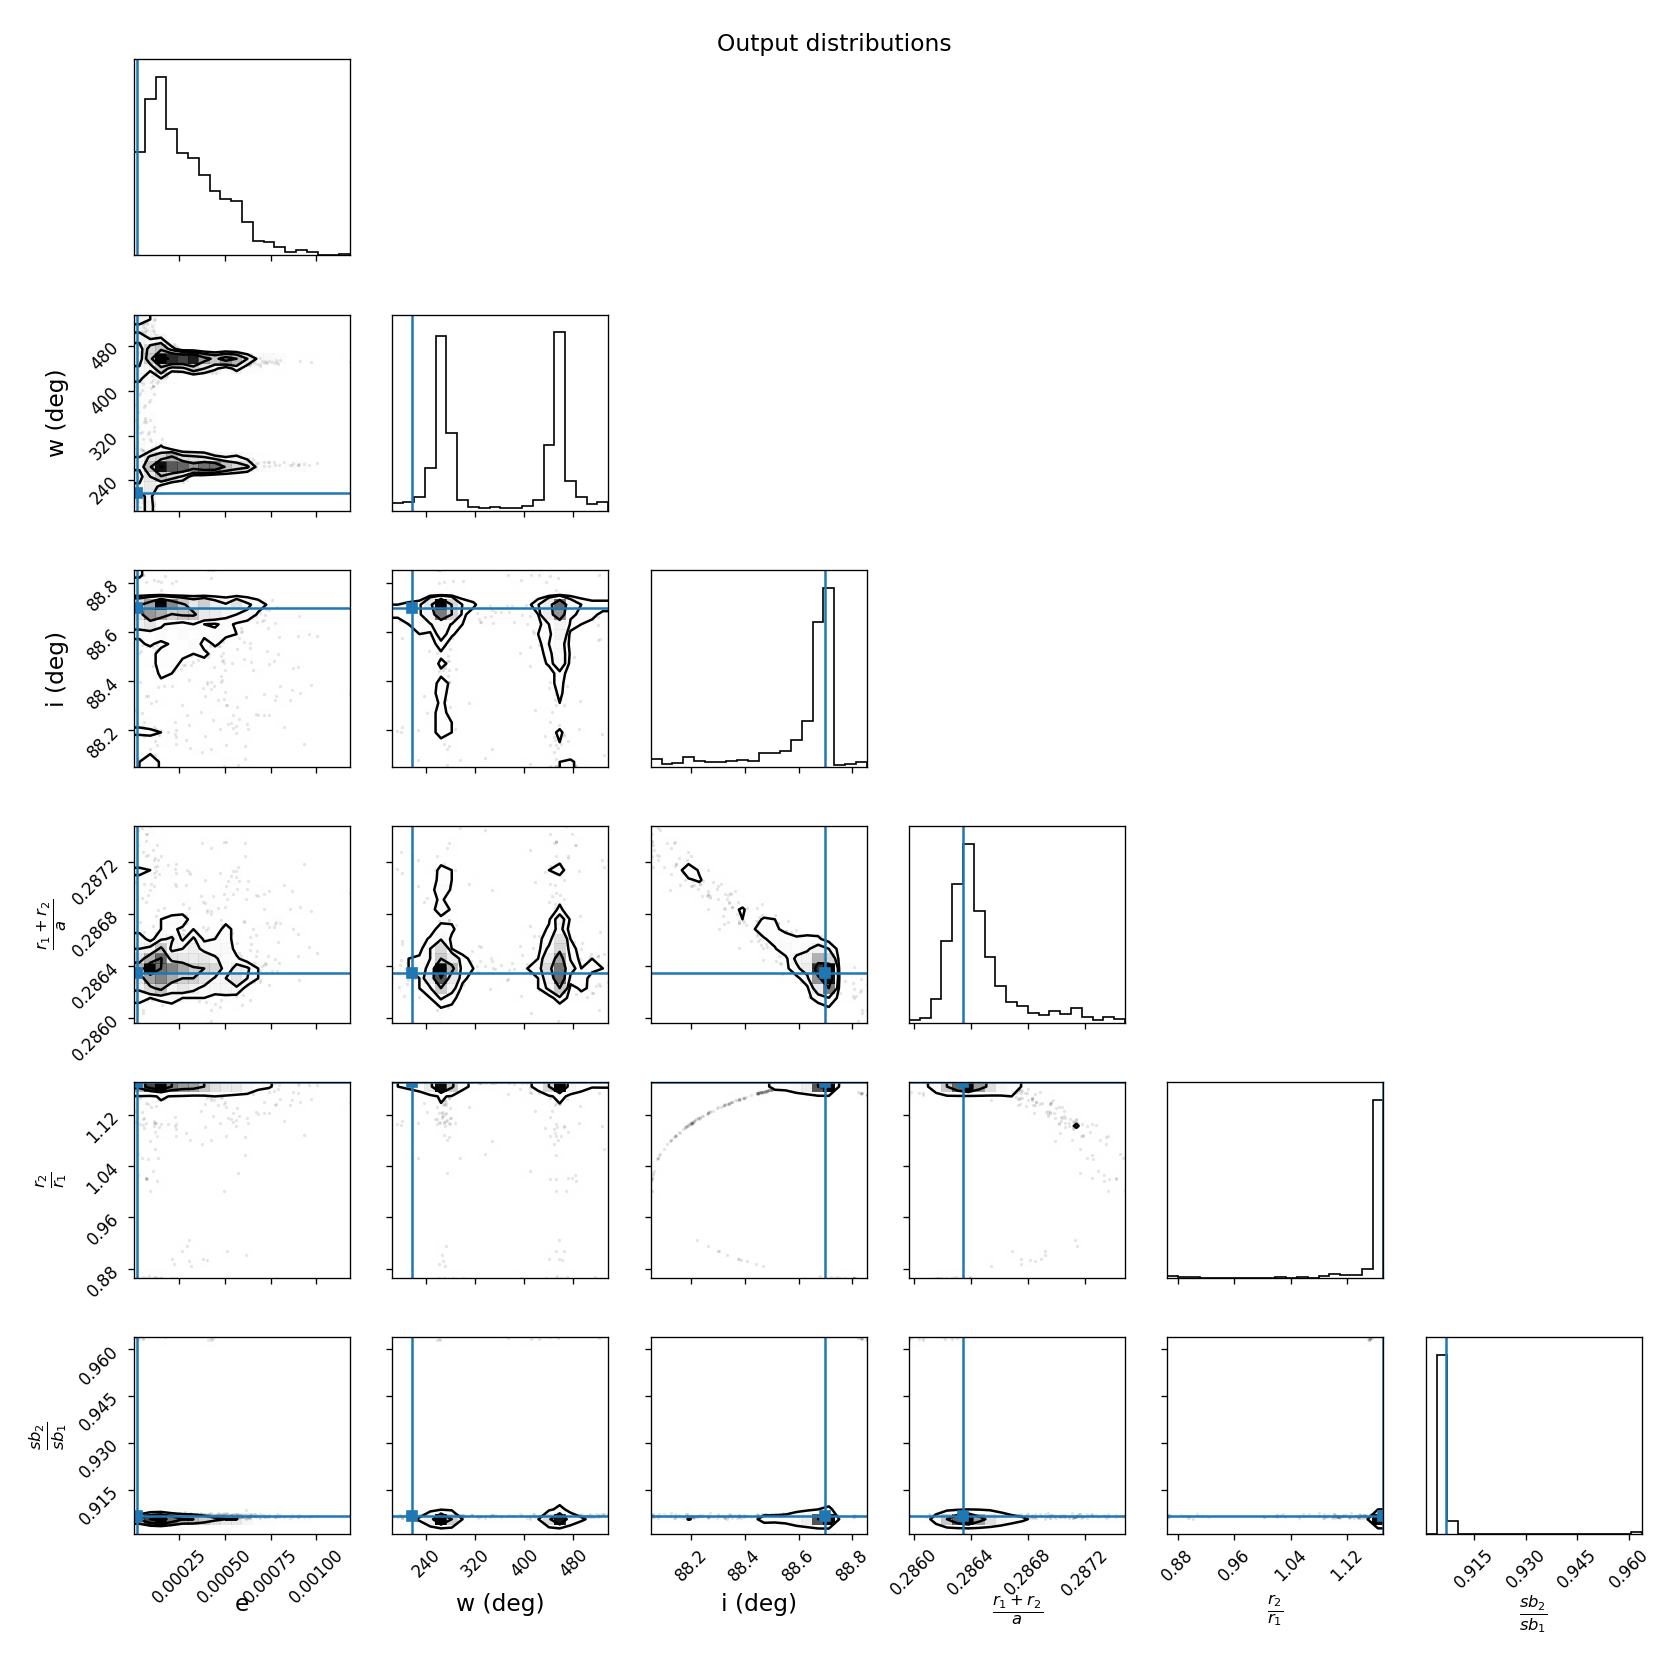 Output distributions
w (deg)
480
400
320
240
i (deg)
88.8
88.6
88.4
88.2
r₁ + r₂
a
0.2872
0.2868
0.2864
0.2860
r₂
r₁
1.12
1.04
0.96
0.88
sb₂
sb₁
0.960
0.945
0.930
0.915
0.00025 0.00050 0.00075 0.00100 240 320 400 480 88.2 88.4 88.6 88.8 0.2860 0.2864 0.2868 0.2872 0.88 0.96 1.04 1.12 0.915 0.930 0.945 0.960
e w (deg) i (deg) r₁ + r₂ r₂ sb₂
a r₁ sb₁